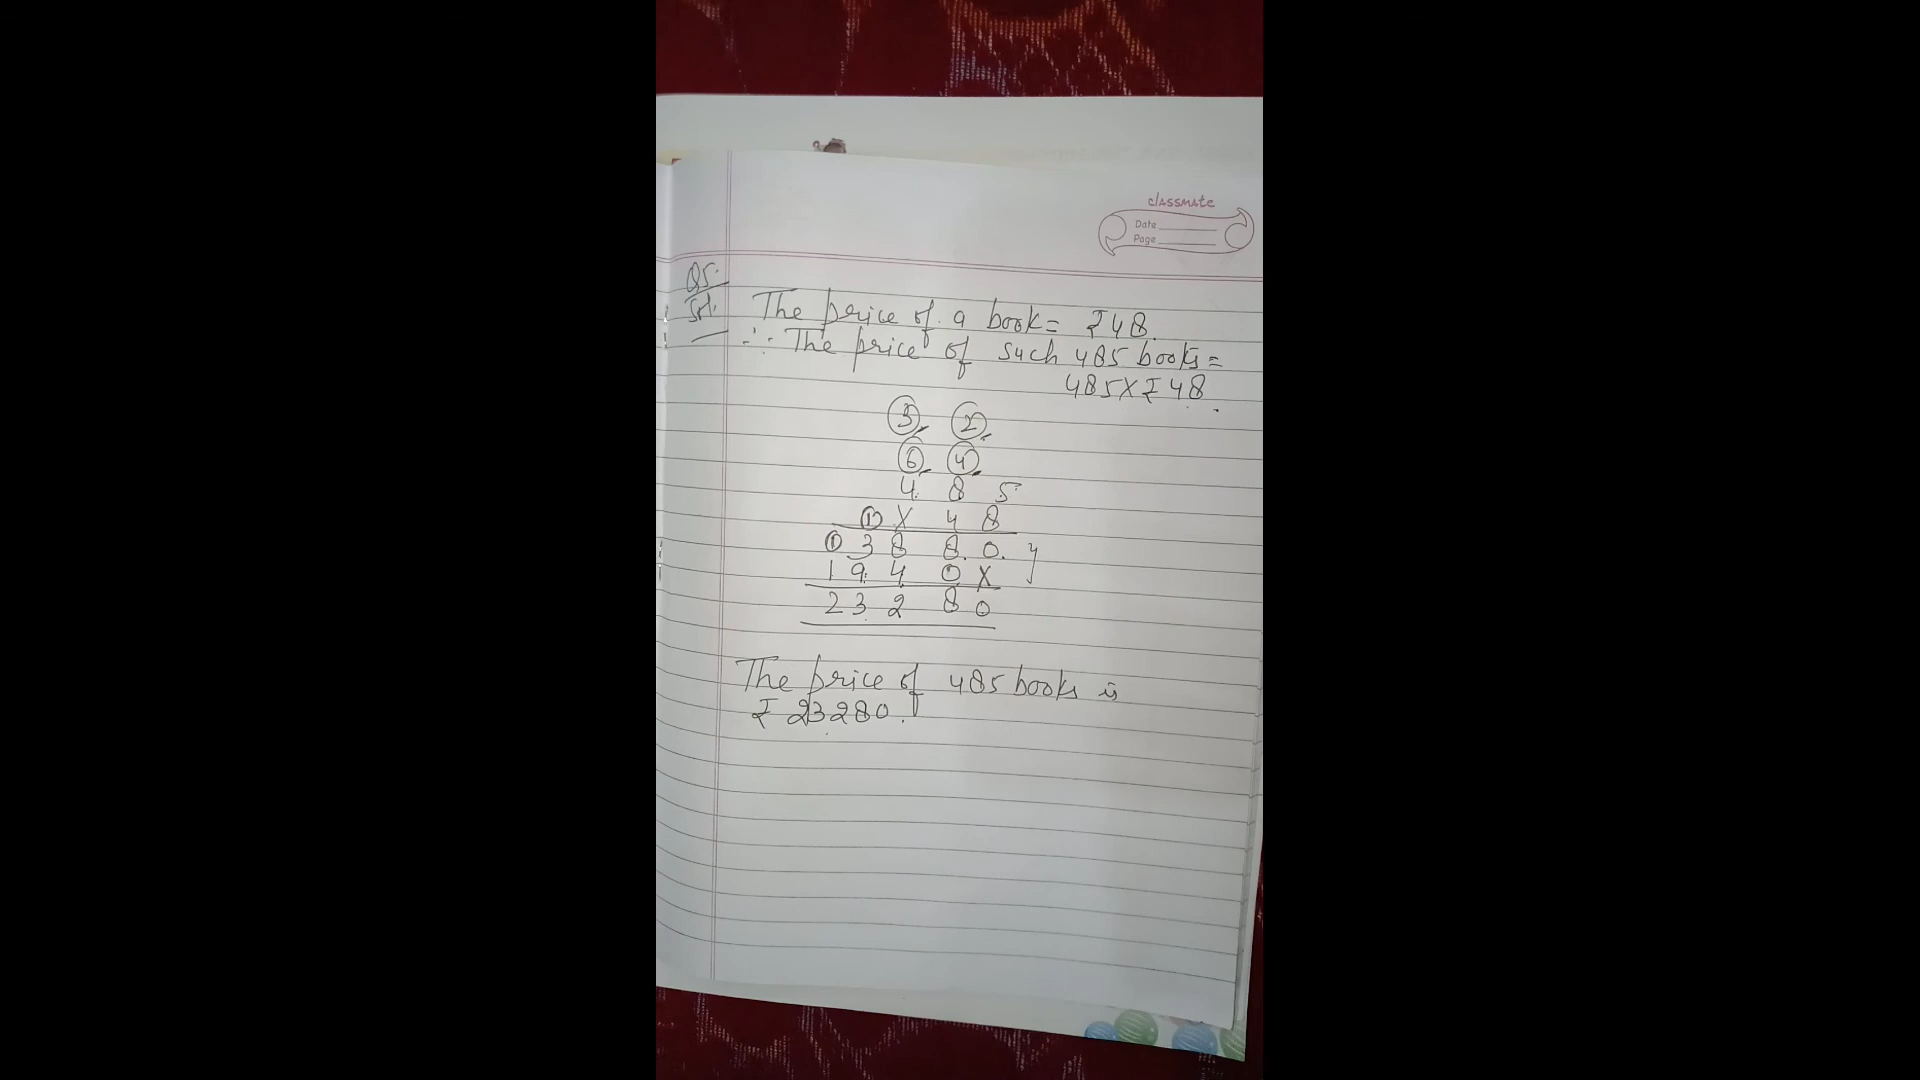 classmate
Date
Page
Q5.
Sol.
The price of a book = ₹48.
∴ The price of such 485 books =
485X₹48.
3 2
6 4
4 8 5
1 X 4 8
1 3 8 8 0
1 9 4 0 X
2 3 2 8 0
The price of 485 books is
₹ 23280.